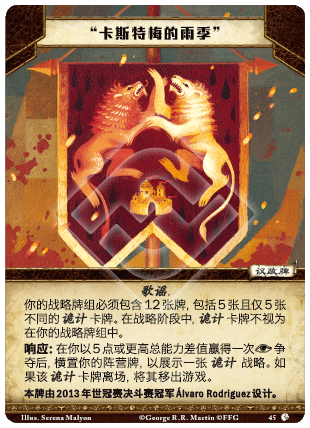 “卡斯特梅的雨季”
议政牌
歌谣.
你的战略牌组必须包含12张牌，包括5张且仅5张
不同的 诡计 卡牌。在战略阶段中，诡计 卡牌不视为
在你的战略牌组中。
响应: 在你以5点或更高总能力差值赢得一次争
夺后，横置你的阵营牌，以展示一张 诡计 战略。如
果该 诡计 卡牌离场，将其移出游戏。
本牌由2013年世冠赛决斗赛冠军Álvaro Rodriguez设计。
Illus. Serena Malyon ©George R.R. Martin ©FFG 45